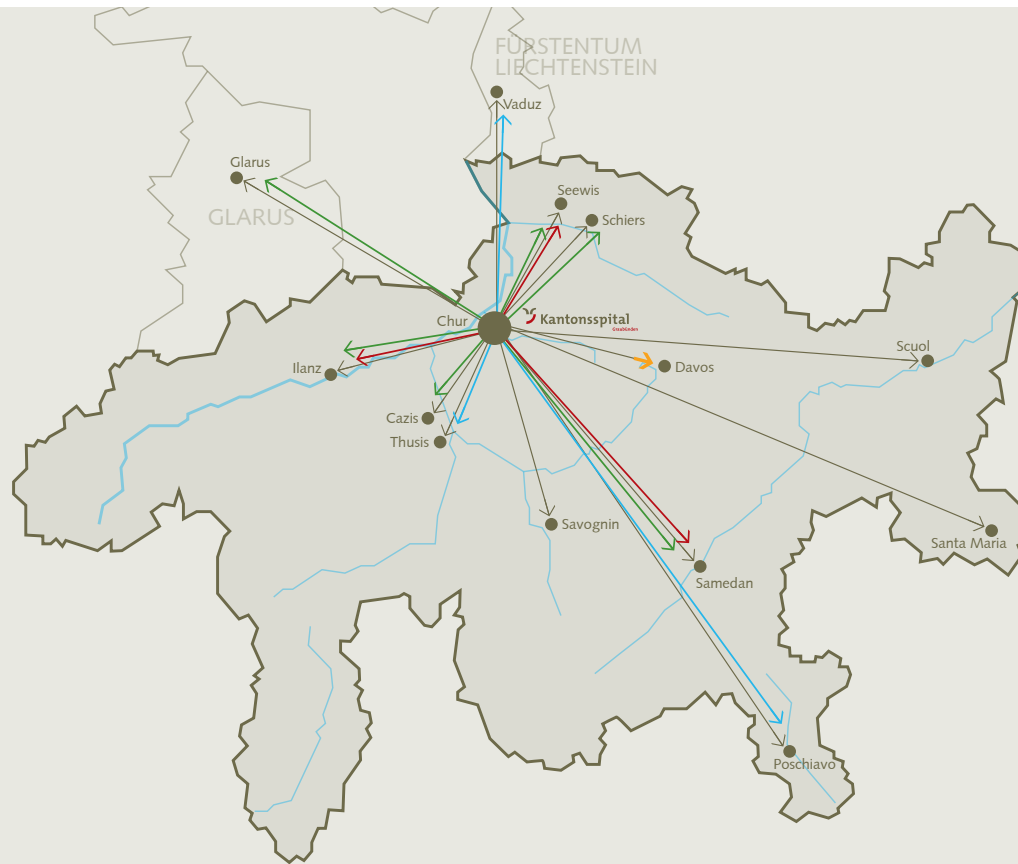 FÜRSTENTUM
LIECHTENSTEIN
Vaduz
Glarus
GLARUS
Seewis
Schiers
Chur
Kantonsspital
Graubünden
Scuol
Ilanz
Davos
Cazis
Thusis
Savognin
Santa Maria
Samedan
Poschiavo